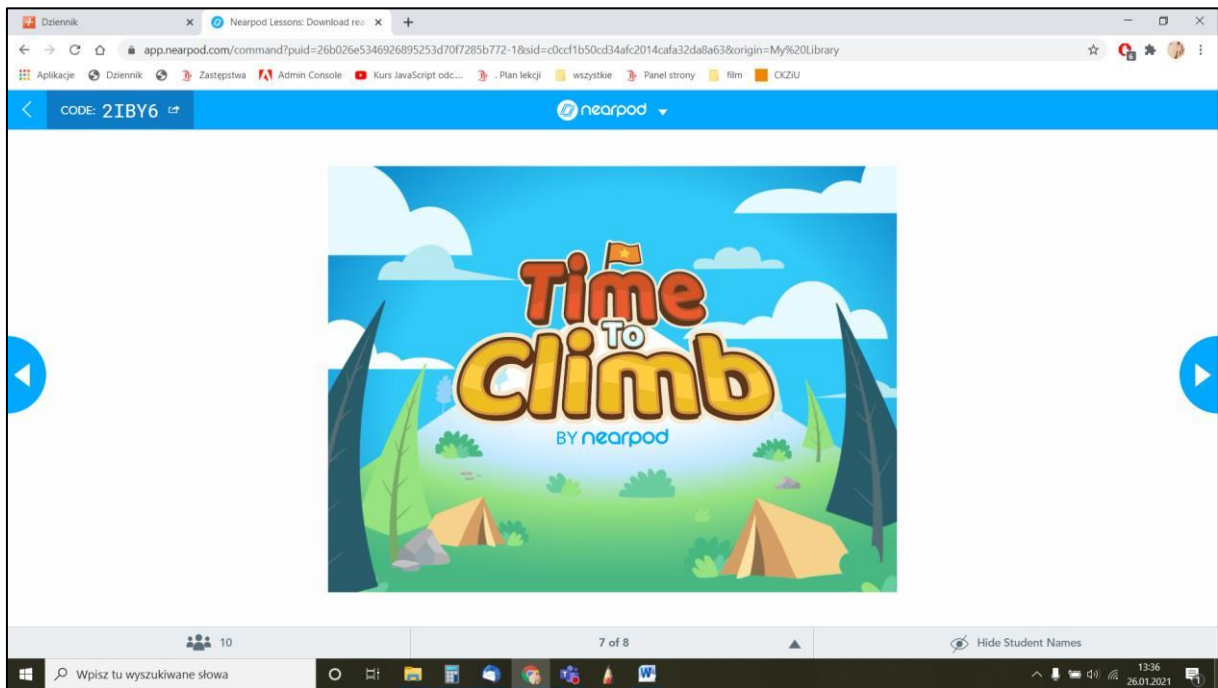 Dziennik
Nearpod Lessons: Download rea
app.nearpod.com/command?puid=26b026e5346926895253d70f7285b772-1&sid=c0ccf1b50cd34afc2014cafa32da8a63&origin=My%20Library
Aplikacje Dziennik Zastępstwa Admin Console Kurs JavaScript odc.... . Plan lekcji wszystkie Panel strony film CKZiU
CODE: 2IBY6 nearpod
Time
To
Climb
BY nearpod
10 7 of 8 Hide Student Names
Wpisz tu wyszukiwane słowa
13:36
26.01.2021